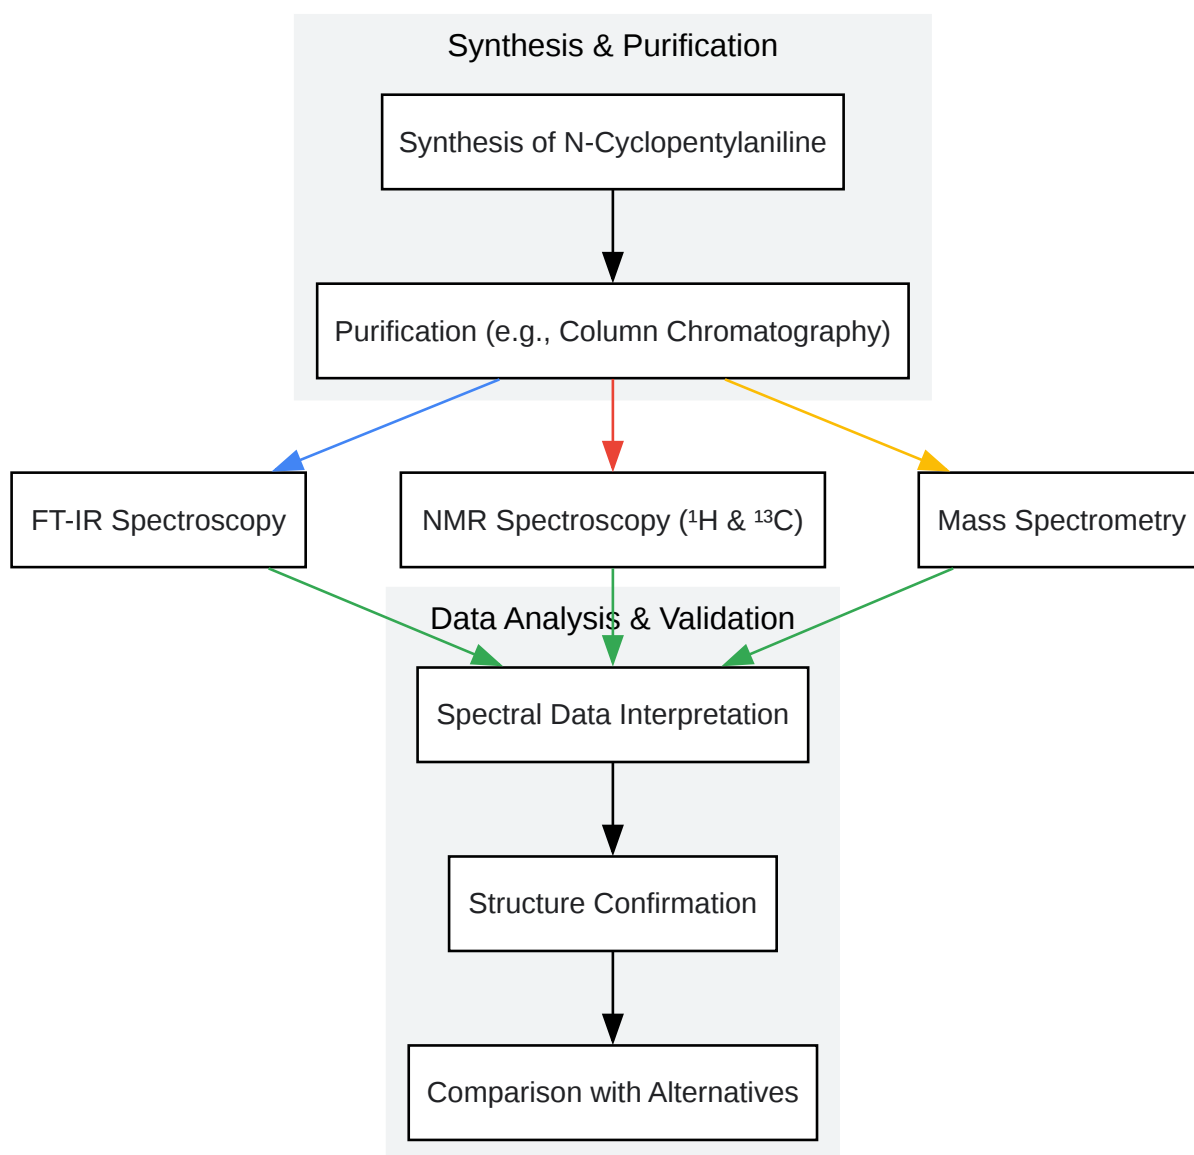 Synthesis & Purification
Synthesis of N-Cyclopentylaniline
Purification (e.g., Column Chromatography)
FT-IR Spectroscopy
NMR Spectroscopy (¹H & ¹³C)
Mass Spectrometry
Data Analysis & Validation
Spectral Data Interpretation
Structure Confirmation
Comparison with Alternatives